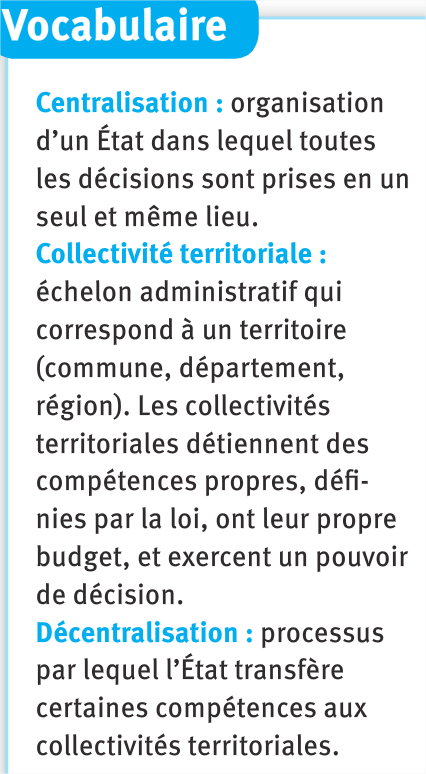 Vocabulaire
Centralisation : organisation
d’un État dans lequel toutes
les décisions sont prises en un
seul et même lieu.
Collectivité territoriale :
échelon administratif qui
correspond à un territoire
(commune, département,
région). Les collectivités
territoriales détiennent des
compétences propres, défi-
nies par la loi, ont leur propre
budget, et exercent un pouvoir
de décision.
Décentralisation : processus
par lequel l’État transfère
certaines compétences aux
collectivités territoriales.